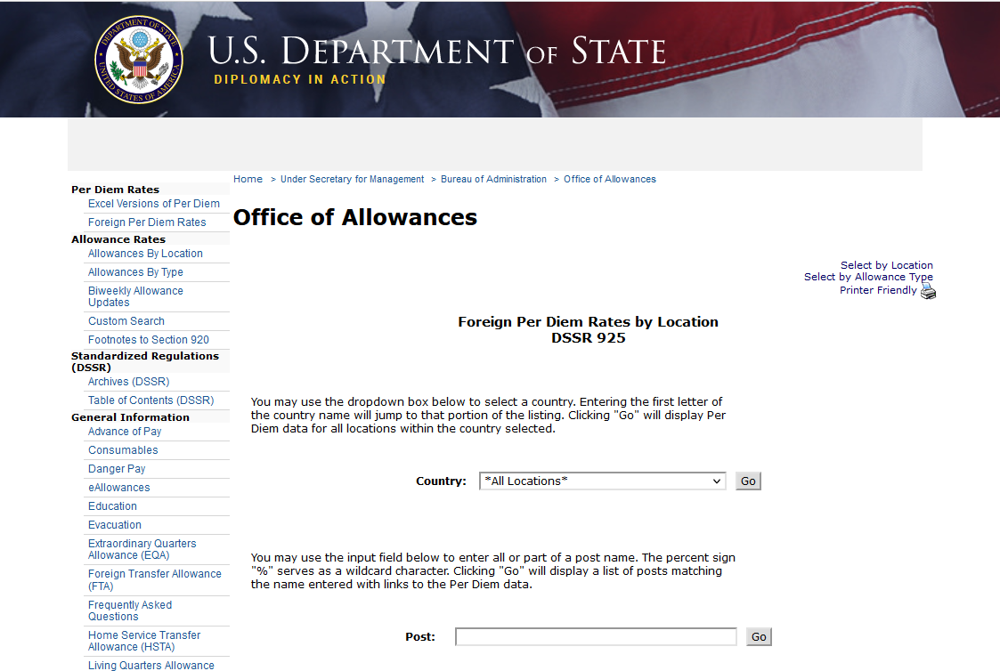 DEPARTMENT OF STATE
UNITED STATES OF AMERICA
U.S. DEPARTMENT OF STATE
DIPLOMACY IN ACTION
Home > Under Secretary for Management > Bureau of Administration > Office of Allowances
Office of Allowances
Per Diem Rates
Excel Versions of Per Diem
Foreign Per Diem Rates
Allowance Rates
Allowances By Location
Allowances By Type
Biweekly Allowance
Updates
Custom Search
Footnotes to Section 920
Standardized Regulations
(DSSR)
Archives (DSSR)
Table of Contents (DSSR)
General Information
Advance of Pay
Consumables
Danger Pay
eAllowances
Education
Evacuation
Extraordinary Quarters
Allowance (EQA)
Foreign Transfer Allowance
(FTA)
Frequently Asked
Questions
Home Service Transfer
Allowance (HSTA)
Living Quarters Allowance
Select by Location
Select by Allowance Type
Printer Friendly
Foreign Per Diem Rates by Location
DSSR 925
You may use the dropdown box below to select a country. Entering the first letter of
the country name will jump to that portion of the listing. Clicking "Go" will display Per
Diem data for all locations within the country selected.
Country: *All Locations* Go
You may use the input field below to enter all or part of a post name. The percent sign
"%" serves as a wildcard character. Clicking "Go" will display a list of posts matching
the name entered with links to the Per Diem data.
Post: Go